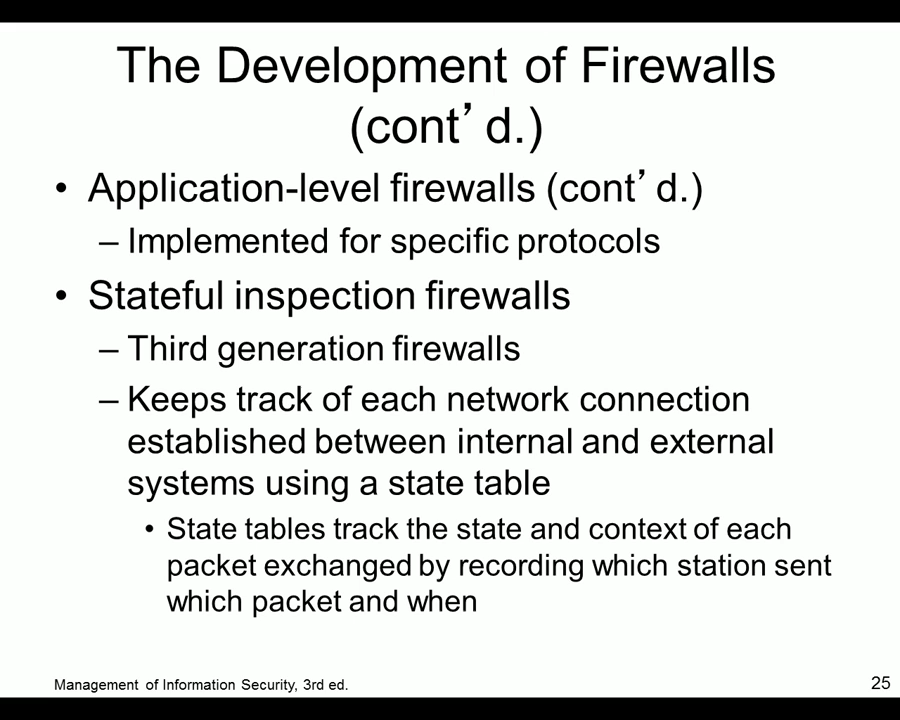 The Development of Firewalls
(cont’d.)
• Application-level firewalls (cont’d.)
– Implemented for specific protocols
• Stateful inspection firewalls
– Third generation firewalls
– Keeps track of each network connection
established between internal and external
systems using a state table
• State tables track the state and context of each
packet exchanged by recording which station sent
which packet and when
Management of Information Security, 3rd ed.
25